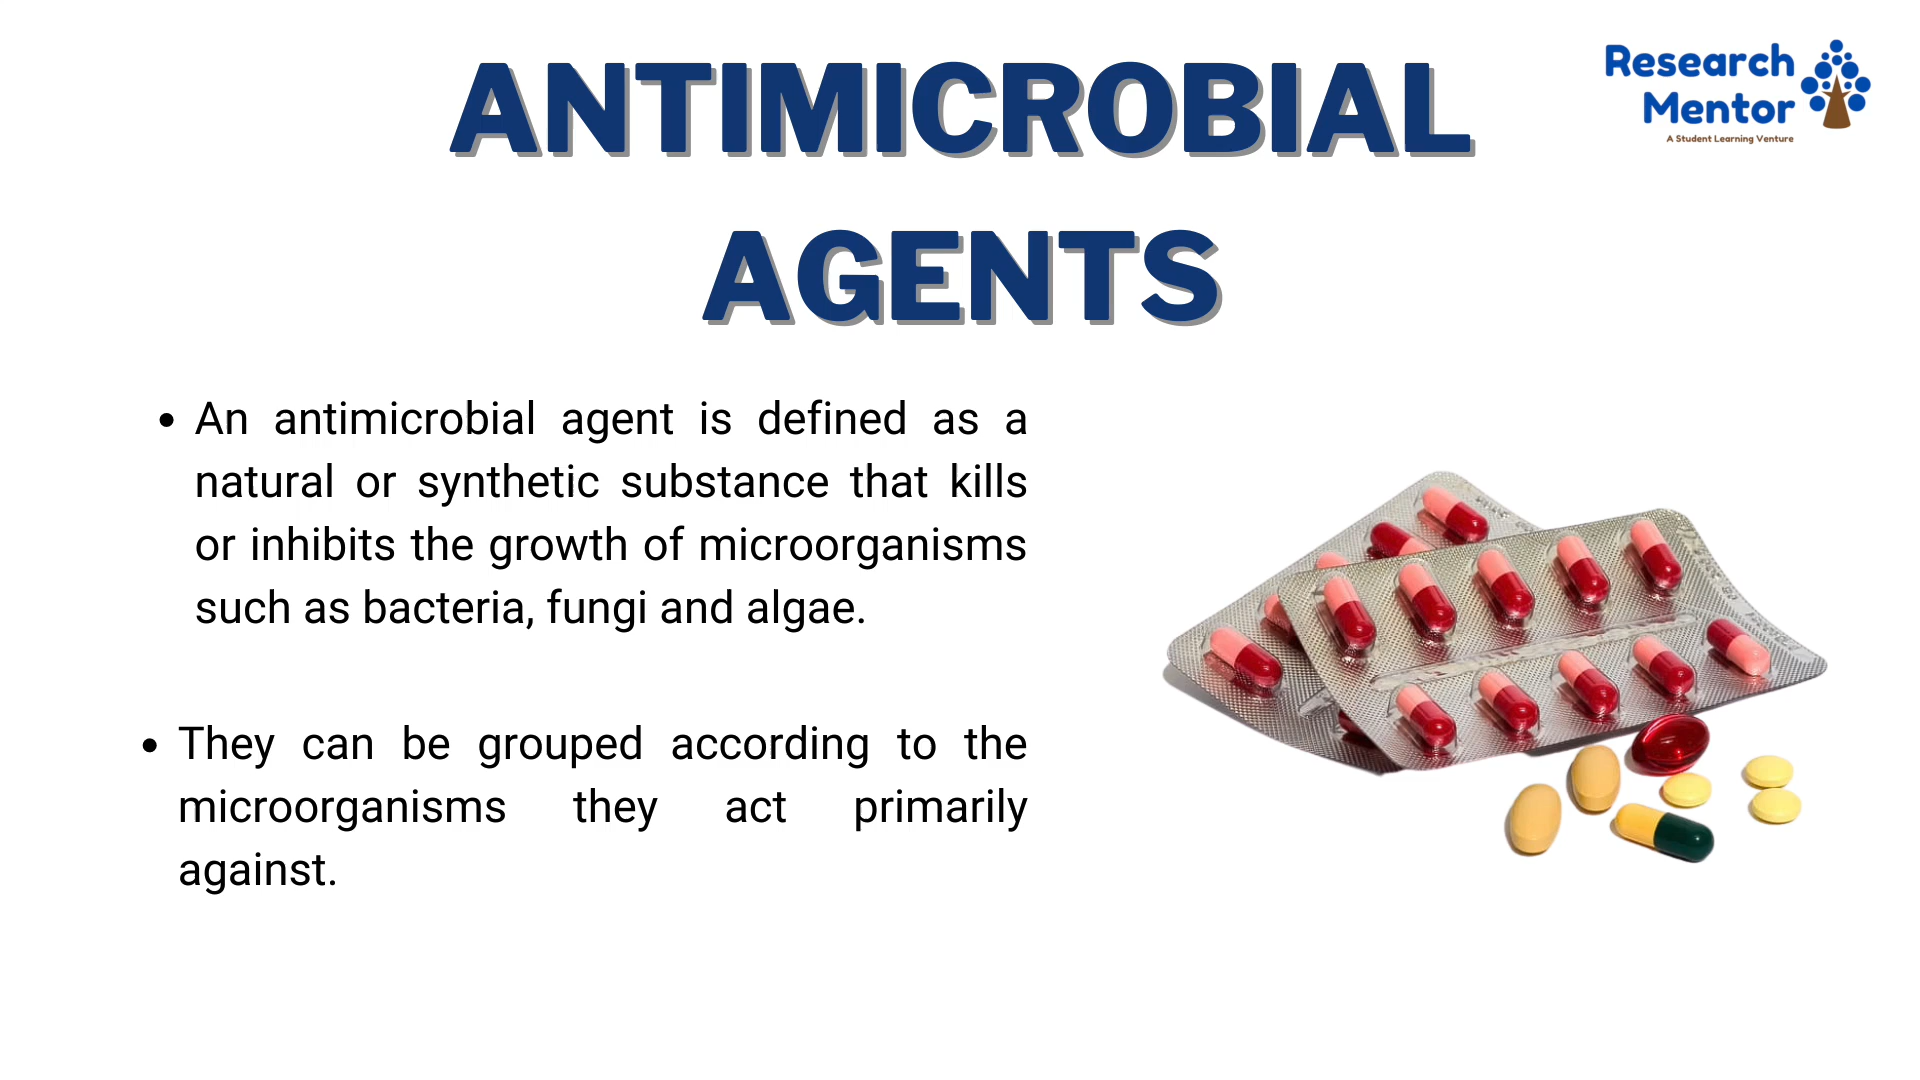 ANTIMICROBIAL
AGENTS
Research
Mentor
A Student Learning Venture
• An antimicrobial agent is defined as a
natural or synthetic substance that kills
or inhibits the growth of microorganisms
such as bacteria, fungi and algae.
• They can be grouped according to the
microorganisms they act primarily
against.